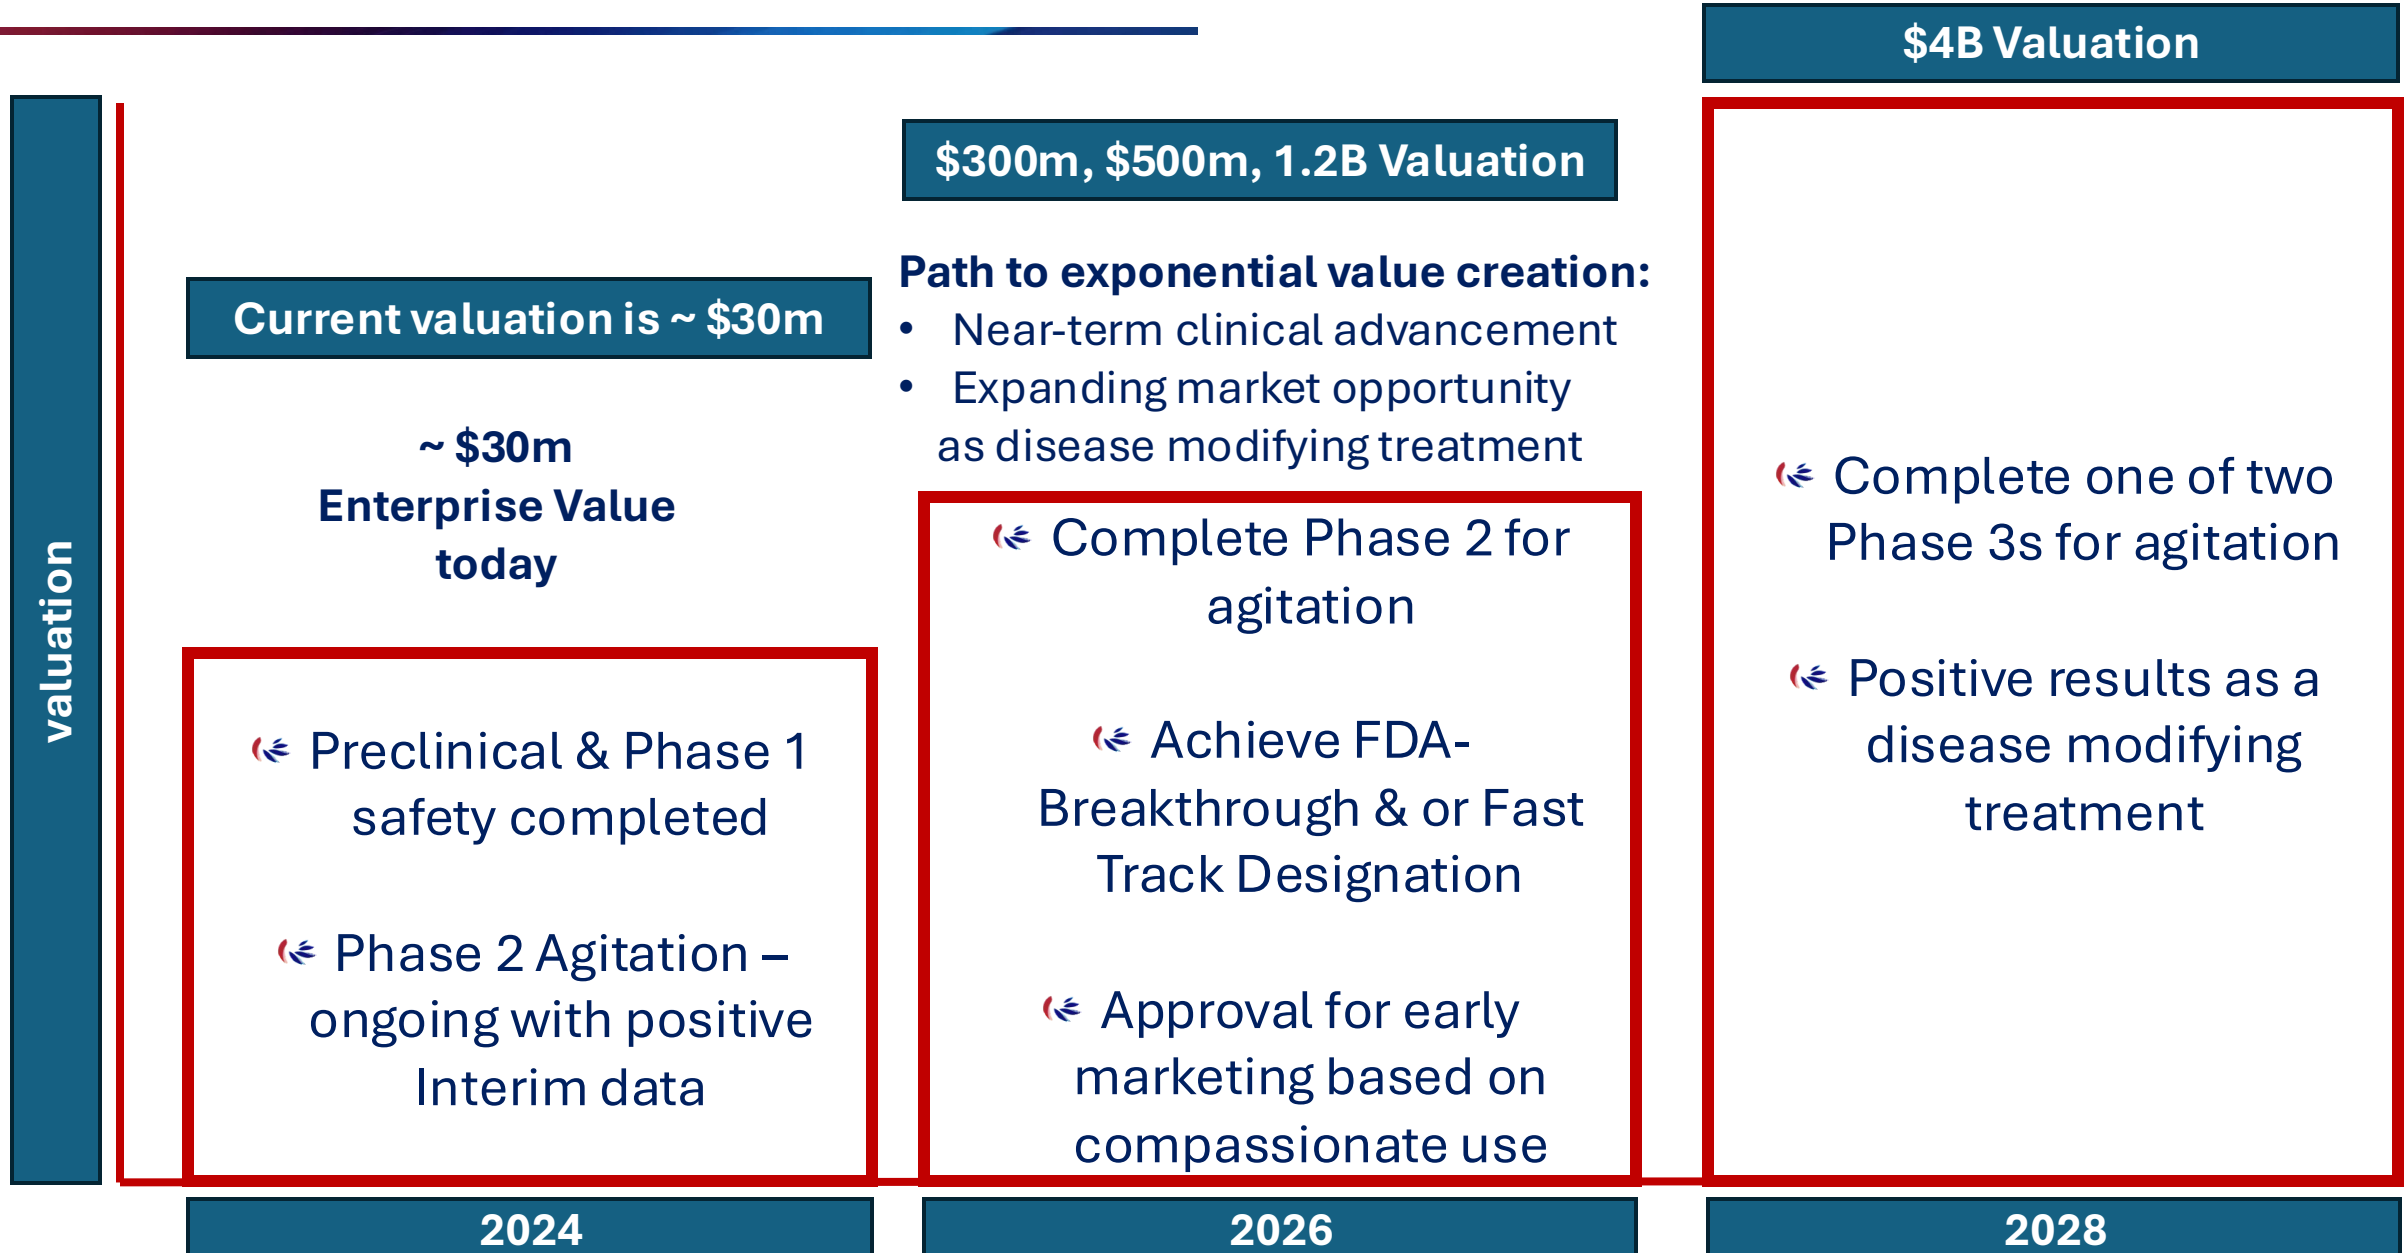 valuation
Current valuation is ~ $30m
~ $30m
Enterprise Value
today
Preclinical & Phase 1
safety completed
Phase 2 Agitation –
ongoing with positive
Interim data
2024
$300m, $500m, 1.2B Valuation
Path to exponential value creation:
• Near-term clinical advancement
• Expanding market opportunity
as disease modifying treatment
Complete Phase 2 for
agitation
Achieve FDA-
Breakthrough & or Fast
Track Designation
Approval for early
marketing based on
compassionate use
2026
$4B Valuation
Complete one of two
Phase 3s for agitation
Positive results as a
disease modifying
treatment
2028